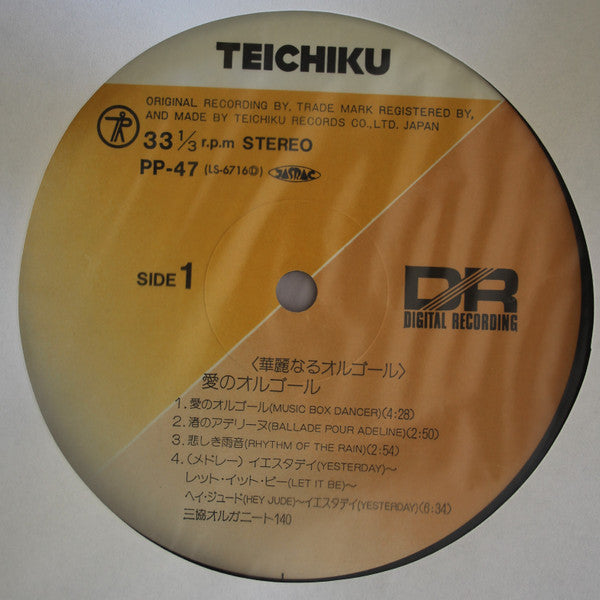 TEICHIKU
ORIGINAL RECORDING BY, TRADE MARK REGISTERED BY,
AND MADE BY TEICHIKU RECORDS CO.,LTD. JAPAN
33 1/3 r.p.m STEREO
PP-47 (LS-6716◎) JASRAC
SIDE 1
DR
DIGITAL RECORDING
〈華麗なるオルゴール〉
愛のオルゴール
1. 愛のオルゴール(MUSIC BOX DANCER)(4:28)
2. 渚のアデリーヌ(BALLADE POUR ADELINE)(2:50)
3. 悲しき雨音(RHYTHM OF THE RAIN)(2:54)
4. (メドレー) イエスタデイ(YESTERDAY)〜
レット・イット・ビー(LET IT BE)〜
ヘイ・ジュード(HEY JUDE)〜イエスタデイ(YESTERDAY)(6:34)
三協オルガニート140